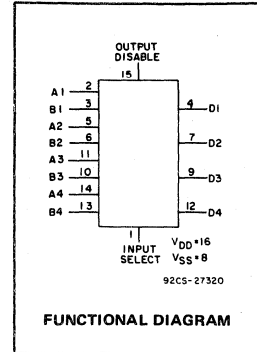 OUTPUT
DISABLE
15
A1 2
B1 3
4 D1
A2 5
B2 6
7 D2
A3 11
B3 10
9 D3
A4 14
B4 13
12 D4
1
INPUT
SELECT
VDD=16
VSS=8
92CS-27320
FUNCTIONAL DIAGRAM